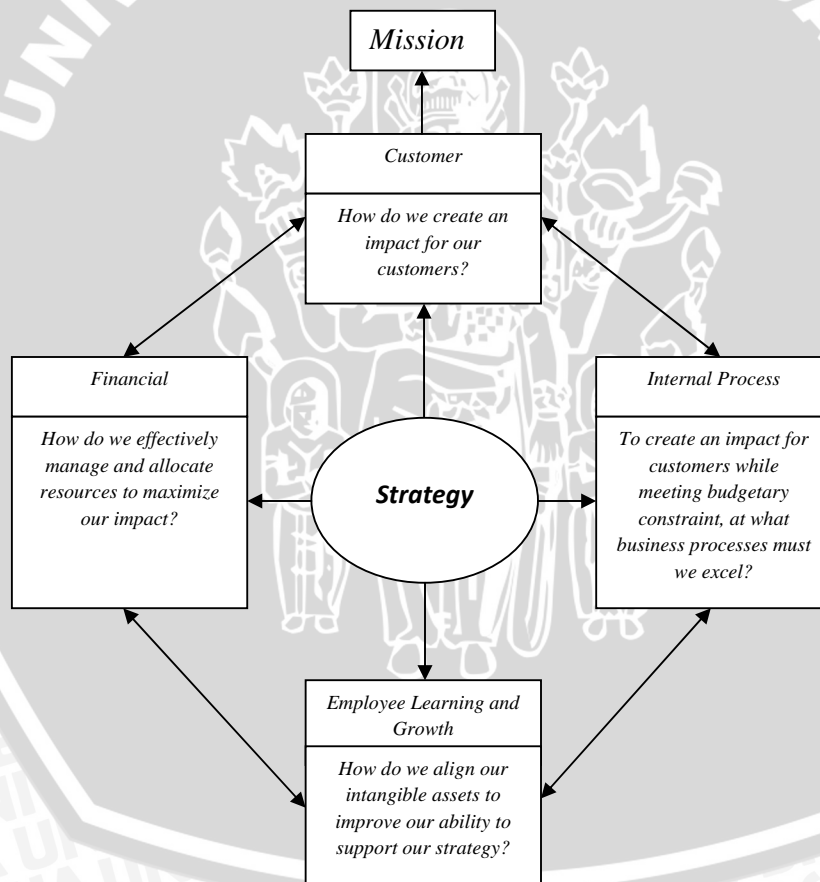 UNIV
Mission
Customer
How do we create an
impact for our
customers?
Financial
How do we effectively
manage and allocate
resources to maximize
our impact?
Internal Process
To create an impact for
customers while
meeting budgetary
constraint, at what
business processes must
we excel?
Strategy
Employee Learning and
Growth
How do we align our
intangible assets to
improve our ability to
support our strategy?